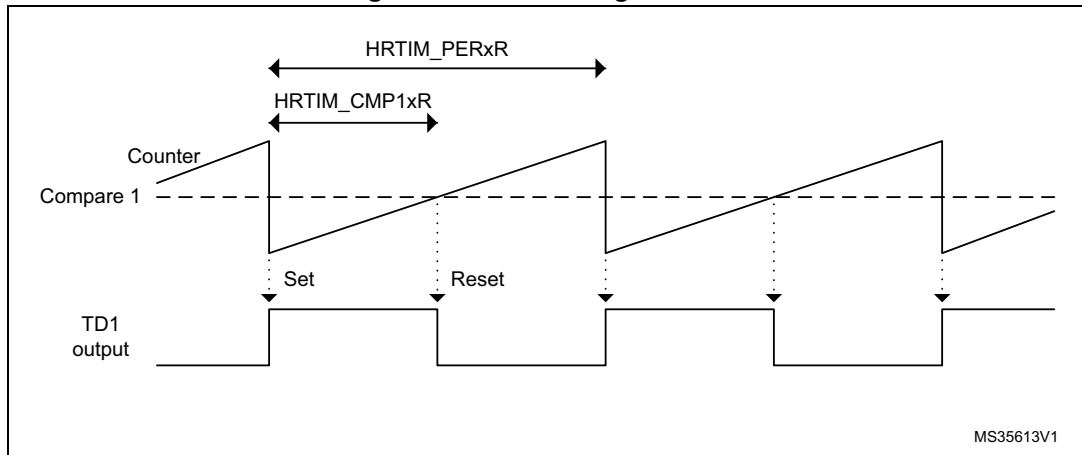 HRTIM_PERxR
HRTIM_CMP1xR
Counter
Compare 1
Set
Reset
TD1
output
MS35613V1